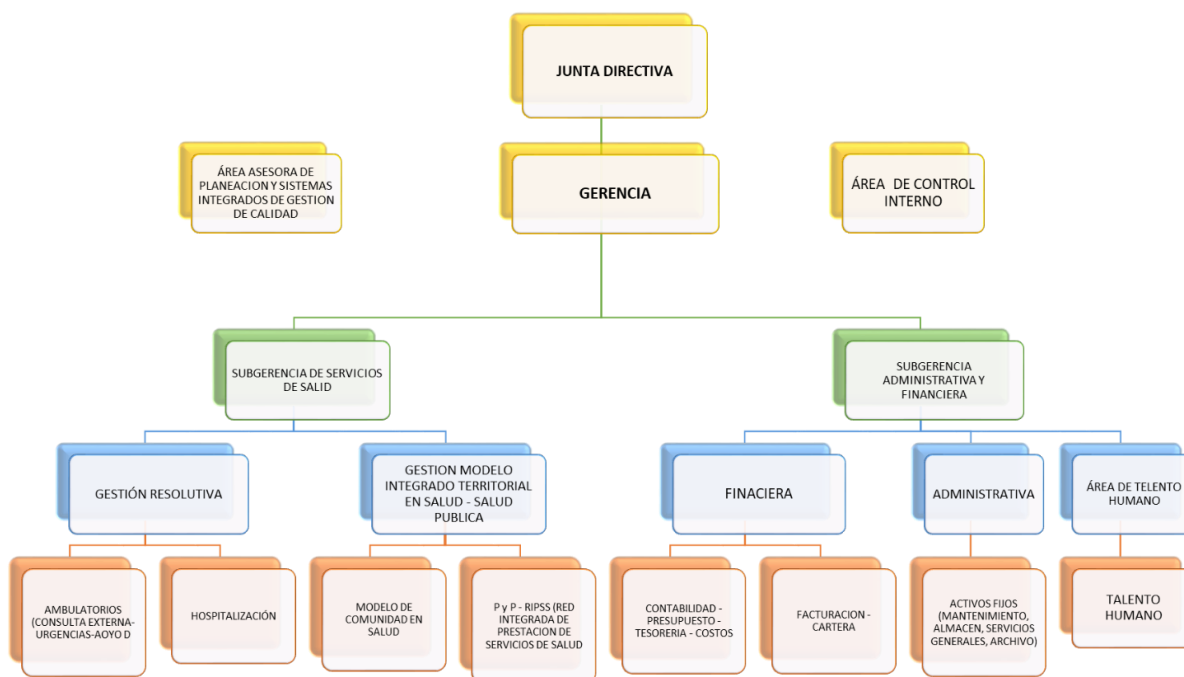 JUNTA DIRECTIVA
ÁREA ASESORA DE
PLANEACION Y SISTEMAS
INTEGRADOS DE GESTION
DE CALIDAD
GERENCIA
ÁREA  DE CONTROL
INTERNO
SUBGERENCIA DE SERVICIOS
DE SALID
SUBGERENCIA
ADMINISTRATIVA Y
FINANCIERA
GESTIÓN RESOLUTIVA
GESTION MODELO
INTEGRADO TERRITORIAL
EN SALUD - SALUD
PUBLICA
FINACIERA
ADMINISTRATIVA
ÁREA DE TELENTO
HUMANO
AMBULATORIOS
(CONSULTA EXTERNA-
URGENCIAS-AOYO D
HOSPITALIZACIÓN
MODELO DE
COMUNIDAD EN
SALUD
P y P - RIPSS (RED
INTEGRADA DE
PRESTACION DE
SERVICIOS DE SALUD
CONTABILIDAD -
PRESUPUESTO -
TESORERIA - COSTOS
FACTURACION -
CARTERA
ACTIVOS FIJOS
(MANTENIMIENTO,
ALMACEN, SERVICIOS
GENERALES, ARCHIVO)
TALENTO
HUMANO